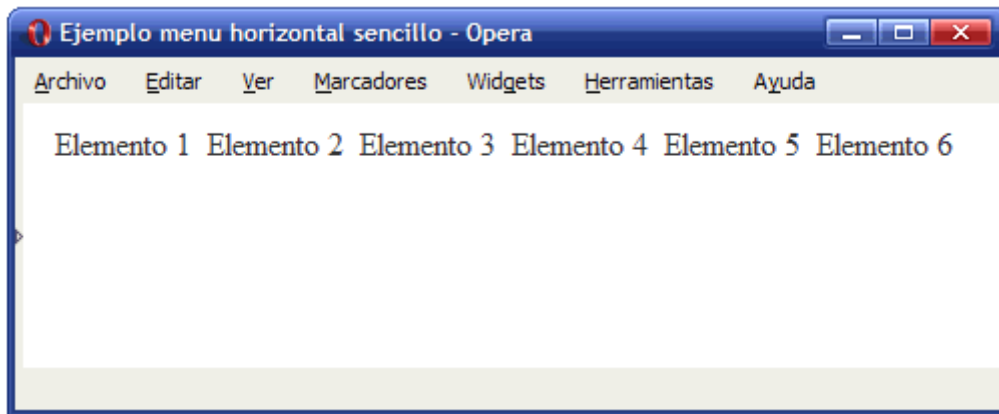 Ejemplo menu horizontal sencillo - Opera
Archivo Editar Ver Marcadores Widgets Herramientas Ayuda
Elemento 1 Elemento 2 Elemento 3 Elemento 4 Elemento 5 Elemento 6